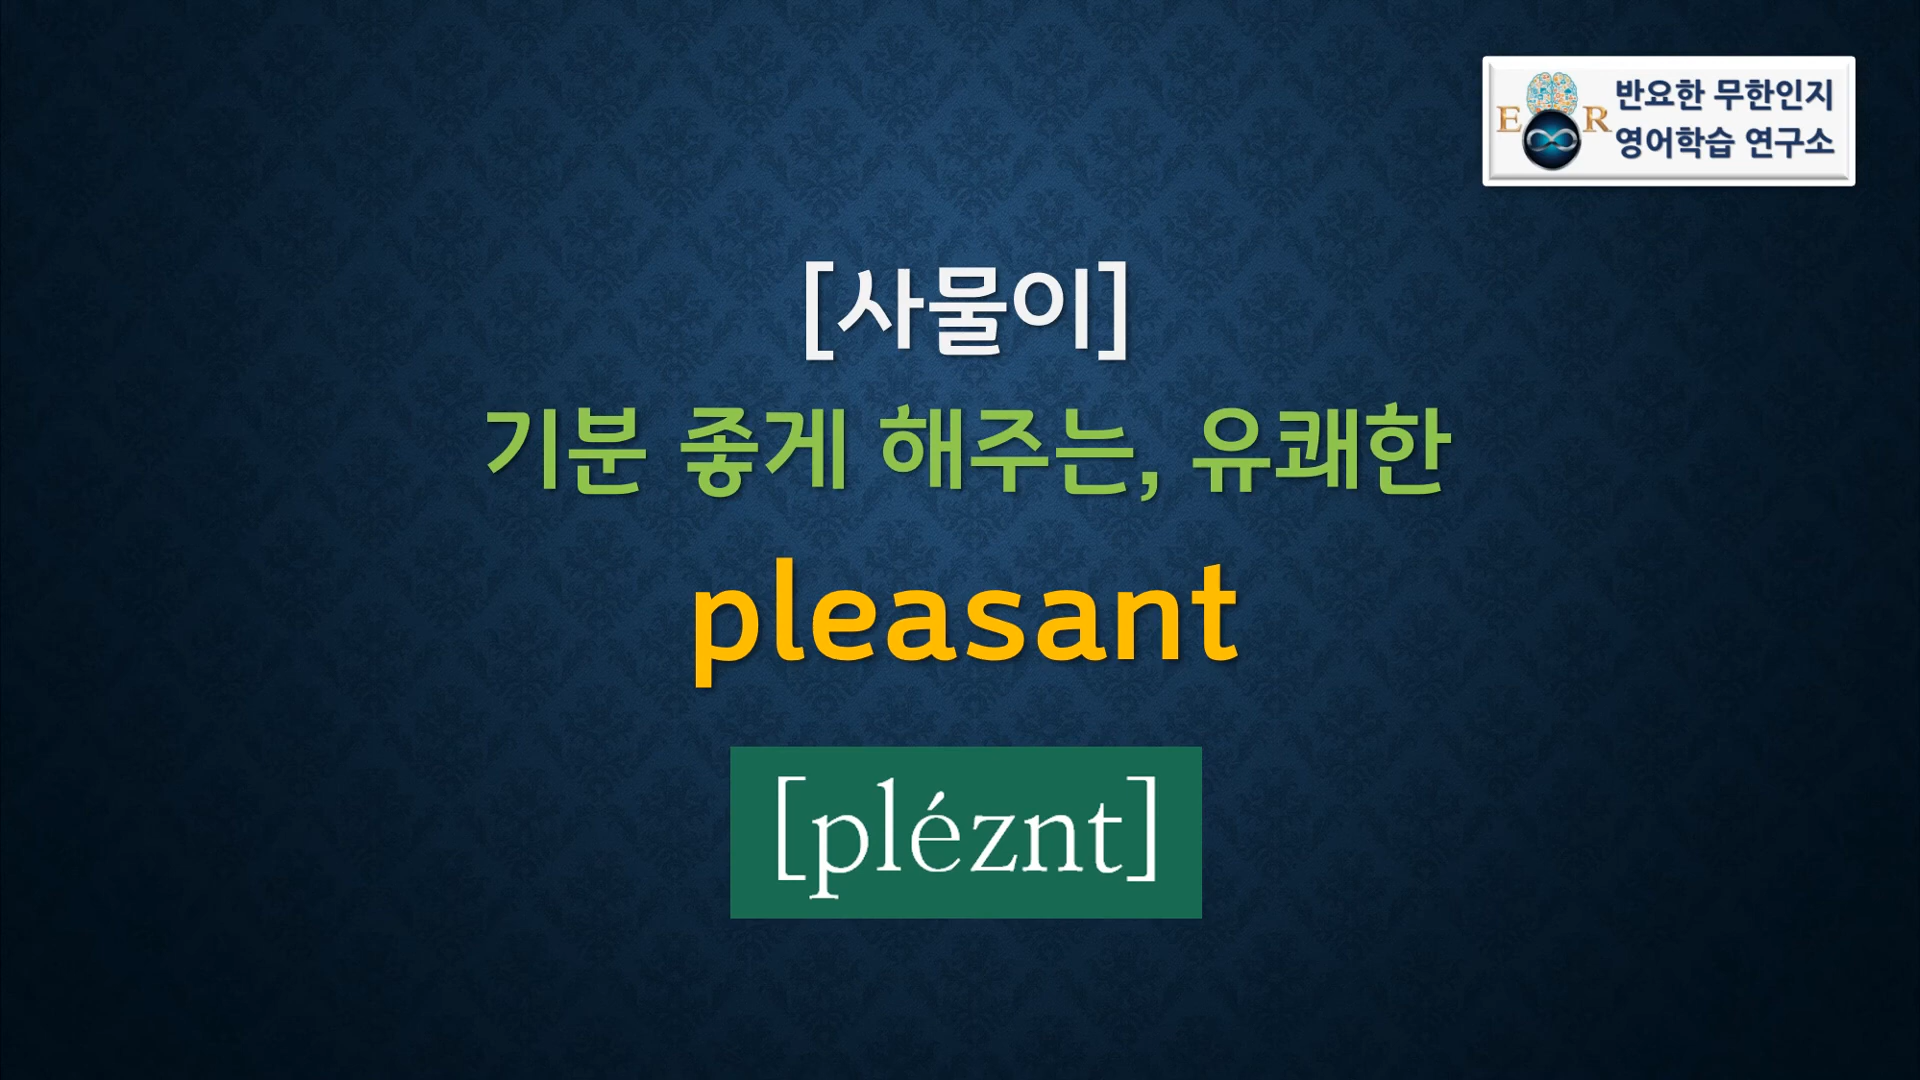 E R 반요한 무한인지
영어학습 연구소
[사물이]
기분 좋게 해주는, 유쾌한
pleasant
[pléznt]